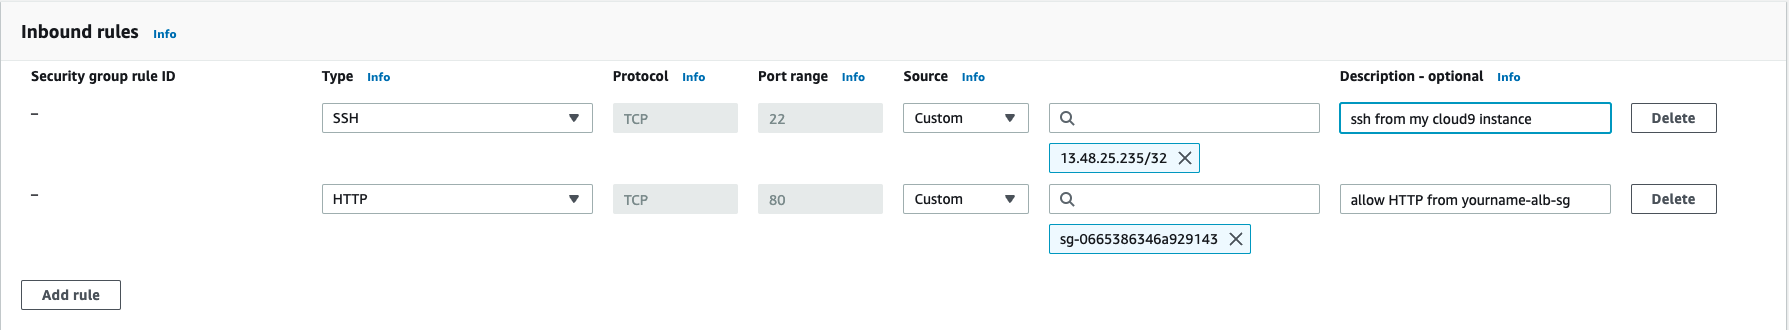 Inbound rules Info
Security group rule ID Type Info Protocol Info Port range Info Source Info Description - optional Info
– SSH TCP 22 Custom ssh from my cloud9 instance Delete
13.48.25.235/32
– HTTP TCP 80 Custom allow HTTP from yourname-alb-sg Delete
sg-0665386346a929143
Add rule